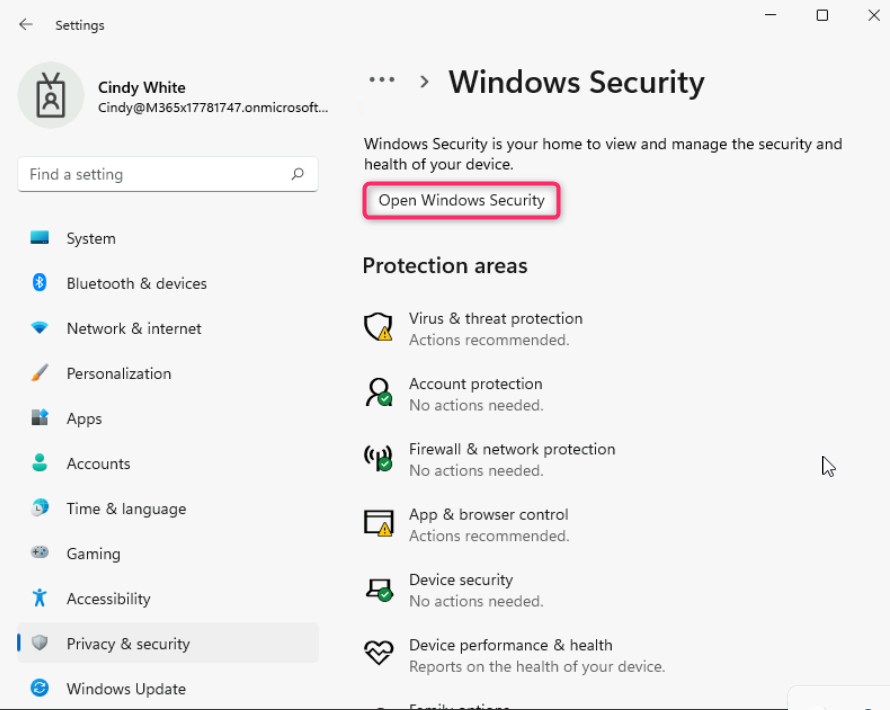 Settings
Cindy White
Cindy@M365x17781747.onmicrosoft...
Find a setting
System
Bluetooth & devices
Network & internet
Personalization
Apps
Accounts
Time & language
Gaming
Accessibility
Privacy & security
Windows Update
... > Windows Security
Windows Security is your home to view and manage the security and
health of your device.
Open Windows Security
Protection areas
Virus & threat protection
Actions recommended.
Account protection
No actions needed.
Firewall & network protection
No actions needed.
App & browser control
Actions recommended.
Device security
No actions needed.
Device performance & health
Reports on the health of your device.
Family options